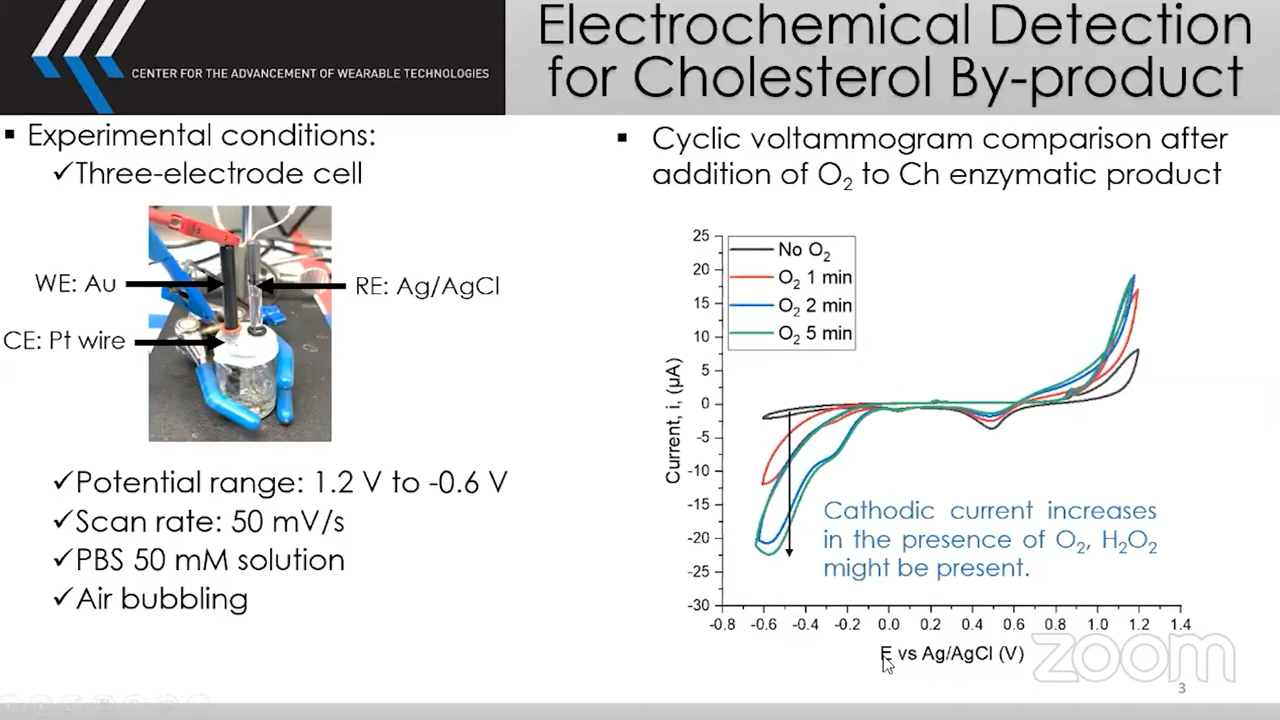 CENTER FOR THE ADVANCEMENT OF WEARABLE TECHNOLOGIES
Electrochemical Detection
for Cholesterol By-product
▪ Experimental conditions:
✓Three-electrode cell
WE: Au
RE: Ag/AgCl
CE: Pt wire
✓Potential range: 1.2 V to -0.6 V
✓Scan rate: 50 mV/s
✓PBS 50 mM solution
✓Air bubbling
▪ Cyclic voltammogram comparison after
addition of O₂ to Ch enzymatic product
No O₂
O₂ 1 min
O₂ 2 min
O₂ 5 min
25
20
15
10
5
0
-5
-10
-15
-20
-25
-30
Current, i, (μA)
Cathodic current increases
in the presence of O₂, H₂O₂
might be present.
-0.8 -0.6 -0.4 -0.2 0.0 0.2 0.4 0.6 0.8 1.0 1.2 1.4
E vs Ag/AgCl (V)
zoom
3